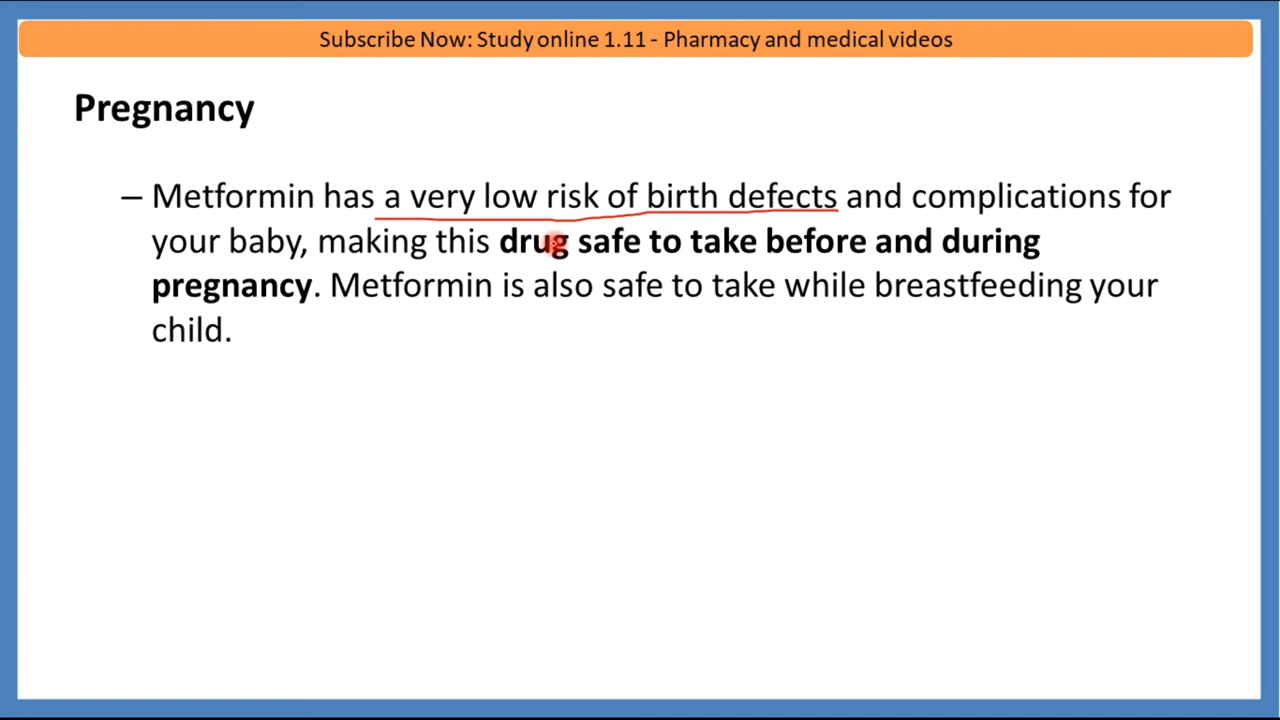 Subscribe Now: Study online 1.11 - Pharmacy and medical videos
Pregnancy
– Metformin has a very low risk of birth defects and complications for
your baby, making this drug safe to take before and during
pregnancy. Metformin is also safe to take while breastfeeding your
child.